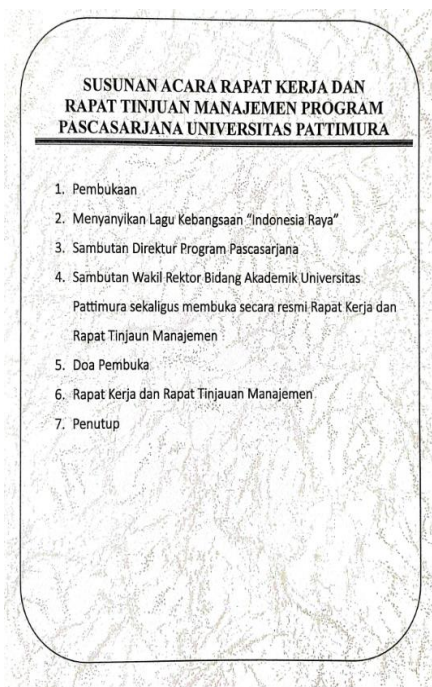 SUSUNAN ACARA RAPAT KERJA DAN
RAPAT TINJUAN MANAJEMEN PROGRAM
PASCASARJANA UNIVERSITAS PATTIMURA
1. Pembukaan
2. Menyanyikan Lagu Kebangsaan "Indonesia Raya"
3. Sambutan Direktur Program Pascasarjana
4. Sambutan Wakil Rektor Bidang Akademik Universitas
Pattimura sekaligus membuka secara resmi Rapat Kerja dan
Rapat Tinjaun Manajemen
5. Doa Pembuka
6. Rapat Kerja dan Rapat Tinjauan Manajemen
7. Penutup